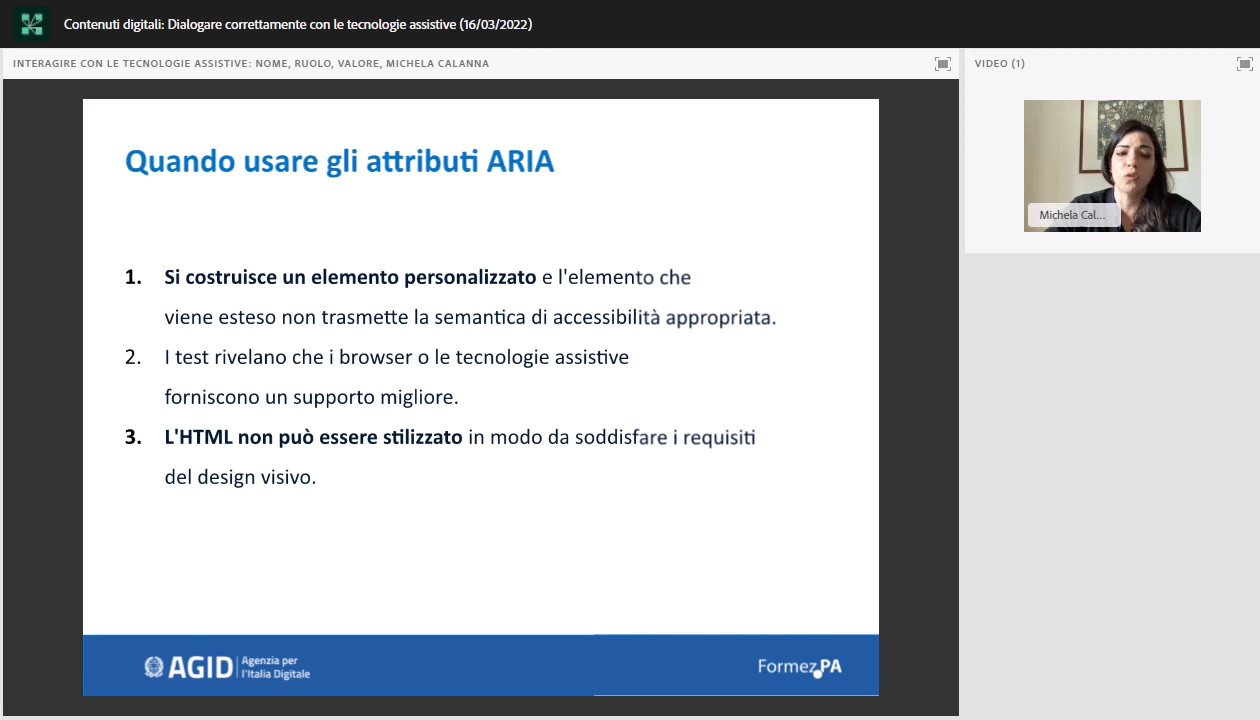 Contenuti digitali: Dialogare correttamente con le tecnologie assistive (16/03/2022)
INTERAGIRE CON LE TECNOLOGIE ASSISTIVE: NOME, RUOLO, VALORE, MICHELA CALANNA
VIDEO (1)
Michela Cal...
Quando usare gli attributi ARIA
1. Si costruisce un elemento personalizzato e l'elemento che
viene esteso non trasmette la semantica di accessibilità appropriata.
2. I test rivelano che i browser o le tecnologie assistive
forniscono un supporto migliore.
3. L'HTML non può essere stilizzato in modo da soddisfare i requisiti
del design visivo.
AGID Agenzia per
l'Italia Digitale
FormezPA